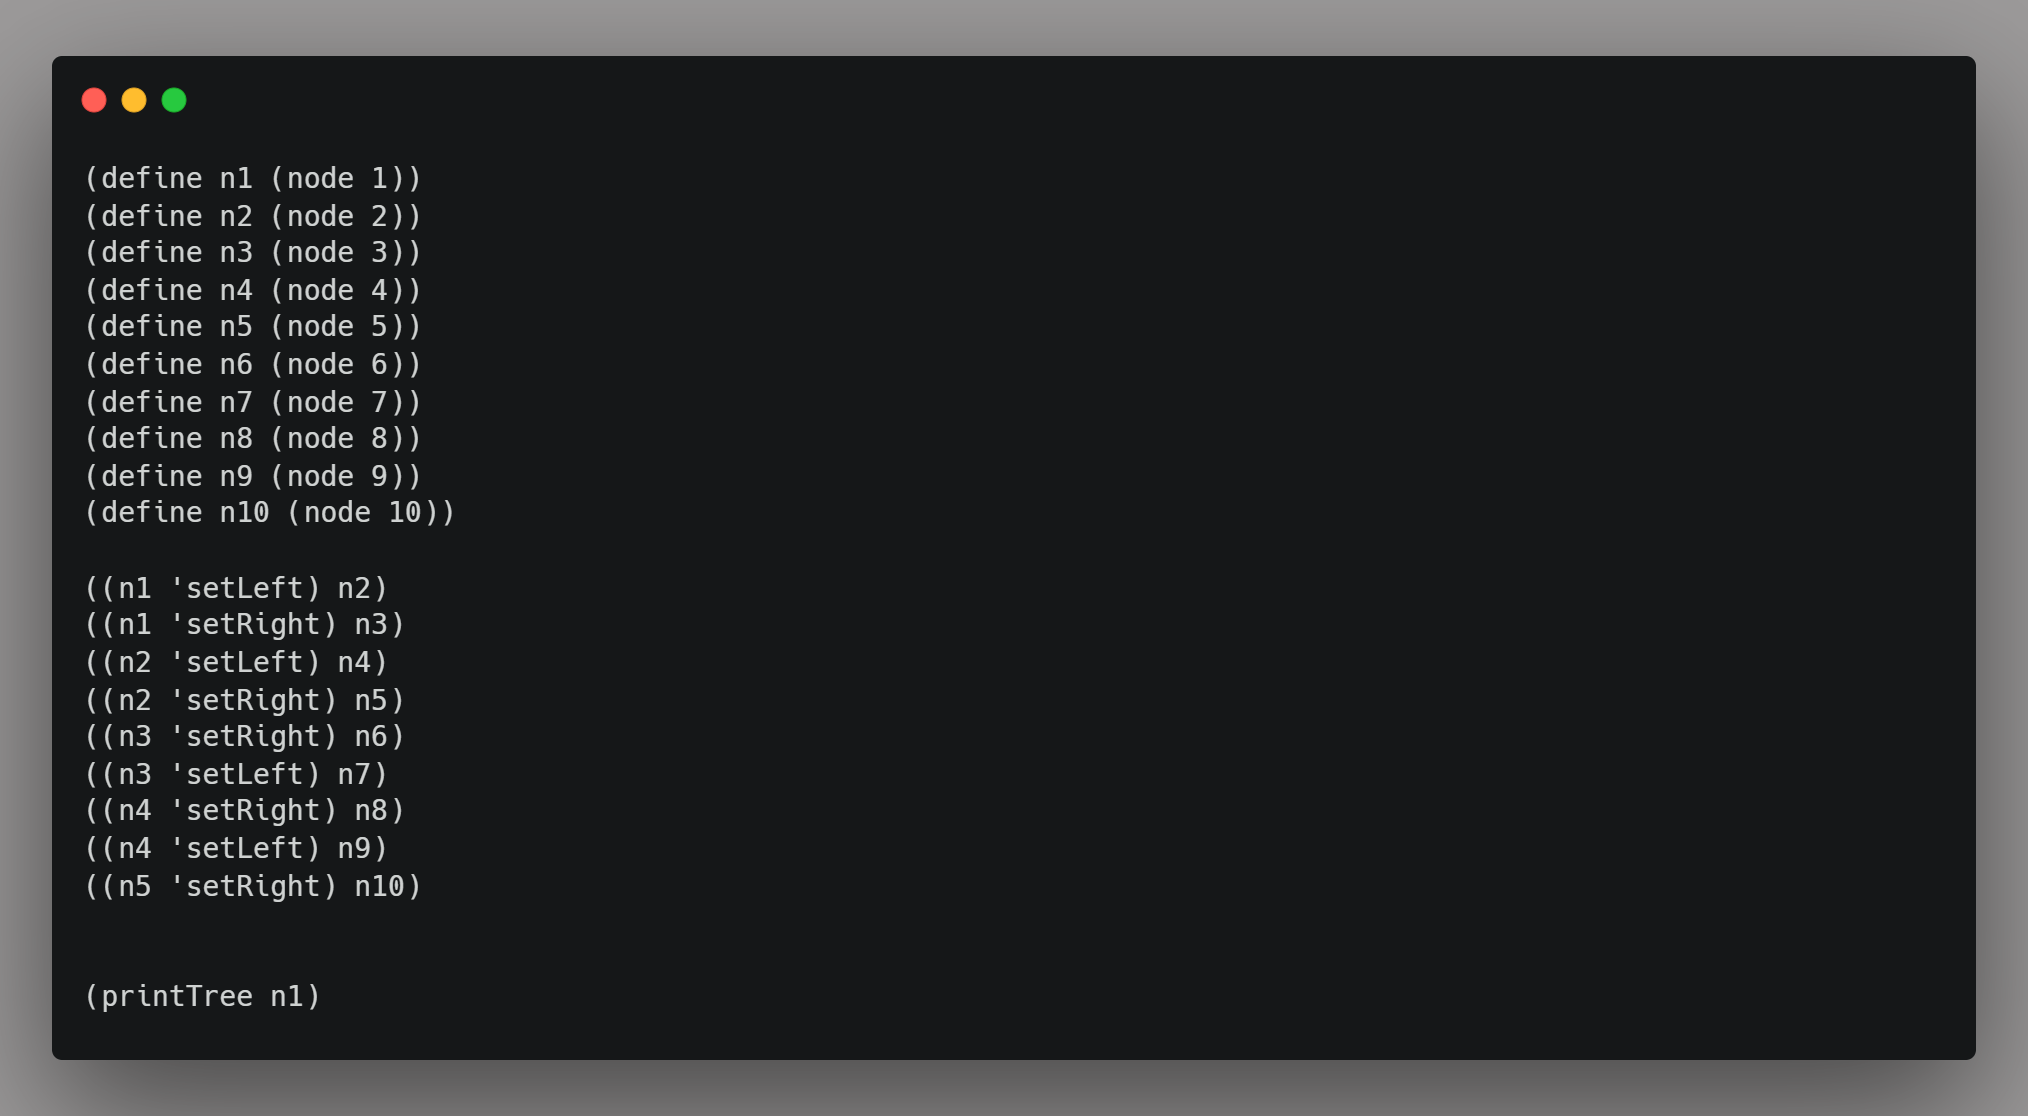 (define n1 (node 1))
(define n2 (node 2))
(define n3 (node 3))
(define n4 (node 4))
(define n5 (node 5))
(define n6 (node 6))
(define n7 (node 7))
(define n8 (node 8))
(define n9 (node 9))
(define n10 (node 10))

((n1 'setLeft) n2)
((n1 'setRight) n3)
((n2 'setLeft) n4)
((n2 'setRight) n5)
((n3 'setRight) n6)
((n3 'setLeft) n7)
((n4 'setRight) n8)
((n4 'setLeft) n9)
((n5 'setRight) n10)


(printTree n1)